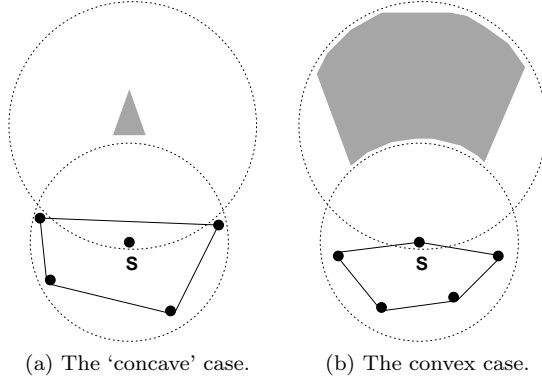 S
S
(a) The ‘concave’ case.
(b) The convex case.